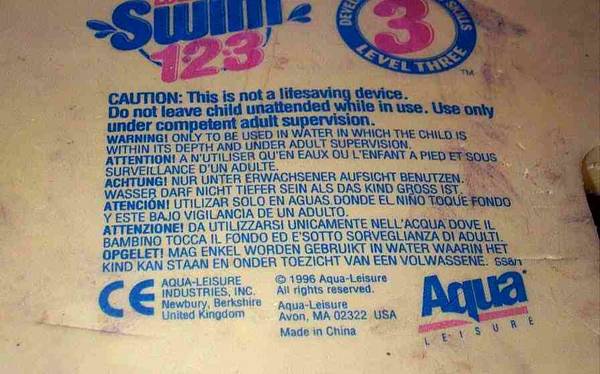 Swim
123
DEVEL
SKILLS
3
LEVEL THREE
TM
CAUTION: This is not a lifesaving device.
Do not leave child unattended while in use. Use only
under competent adult supervision.
WARNING! ONLY TO BE USED IN WATER IN WHICH THE CHILD IS
WITHIN ITS DEPTH AND UNDER ADULT SUPERVISION.
ATTENTION! A N'UTILISER QU'EN EAUX OU L'ENFANT A PIED ET SOUS
SURVEILLANCE D'UN ADULTE.
ACHTUNG! NUR UNTER ERWACHSENER AUFSICHT BENUTZEN.
WASSER DARF NICHT TIEFER SEIN ALS DAS KIND GROSS IST.
ATENCIÓN! UTILIZAR SOLO EN AGUAS DONDE EL NIÑO TOQUE FONDO
Y ESTE BAJO VIGILANCIA DE UN ADULTO.
ATTENZIONE! DA UTILIZZARSI UNICAMENTE NELL'ACQUA DOVE IL
BAMBINO TOCCA IL FONDO ED E'SOTTO SORVEGLIANZA DI ADULTI.
OPGELET! MAG ENKEL WORDEN GEBRUIKT IN WATER WAARIN HET
KIND KAN STAAN EN ONDER TOEZICHT VAN EEN VOLWASSENE. SS8/1
CE
AQUA-LEISURE
INDUSTRIES, INC.
Newbury, Berkshire
United Kingdom
© 1996 Aqua-Leisure
All rights reserved.
Aqua-Leisure
Avon, MA 02322 USA
Made in China
Aqua
LEISURE